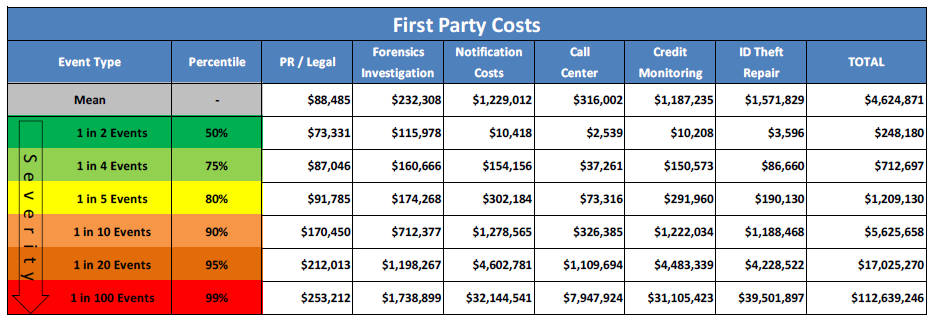 First Party Costs
Event Type Percentile PR / Legal Forensics Investigation Notification Costs Call Center Credit Monitoring ID Theft Repair TOTAL
Mean - $88,485 $232,308 $1,229,012 $316,002 $1,187,235 $1,571,829 $4,624,871
1 in 2 Events 50% $73,331 $115,978 $10,418 $2,539 $10,208 $3,596 $248,180
1 in 4 Events 75% $87,046 $160,666 $154,156 $37,261 $150,573 $86,660 $712,697
1 in 5 Events 80% $91,785 $174,268 $302,184 $73,316 $291,960 $190,130 $1,209,130
1 in 10 Events 90% $170,450 $712,377 $1,278,565 $326,385 $1,222,034 $1,188,468 $5,625,658
1 in 20 Events 95% $212,013 $1,198,267 $4,602,781 $1,109,694 $4,483,339 $4,228,522 $17,025,270
1 in 100 Events 99% $253,212 $1,738,899 $32,144,541 $7,947,924 $31,105,423 $39,501,897 $112,639,246
Severity